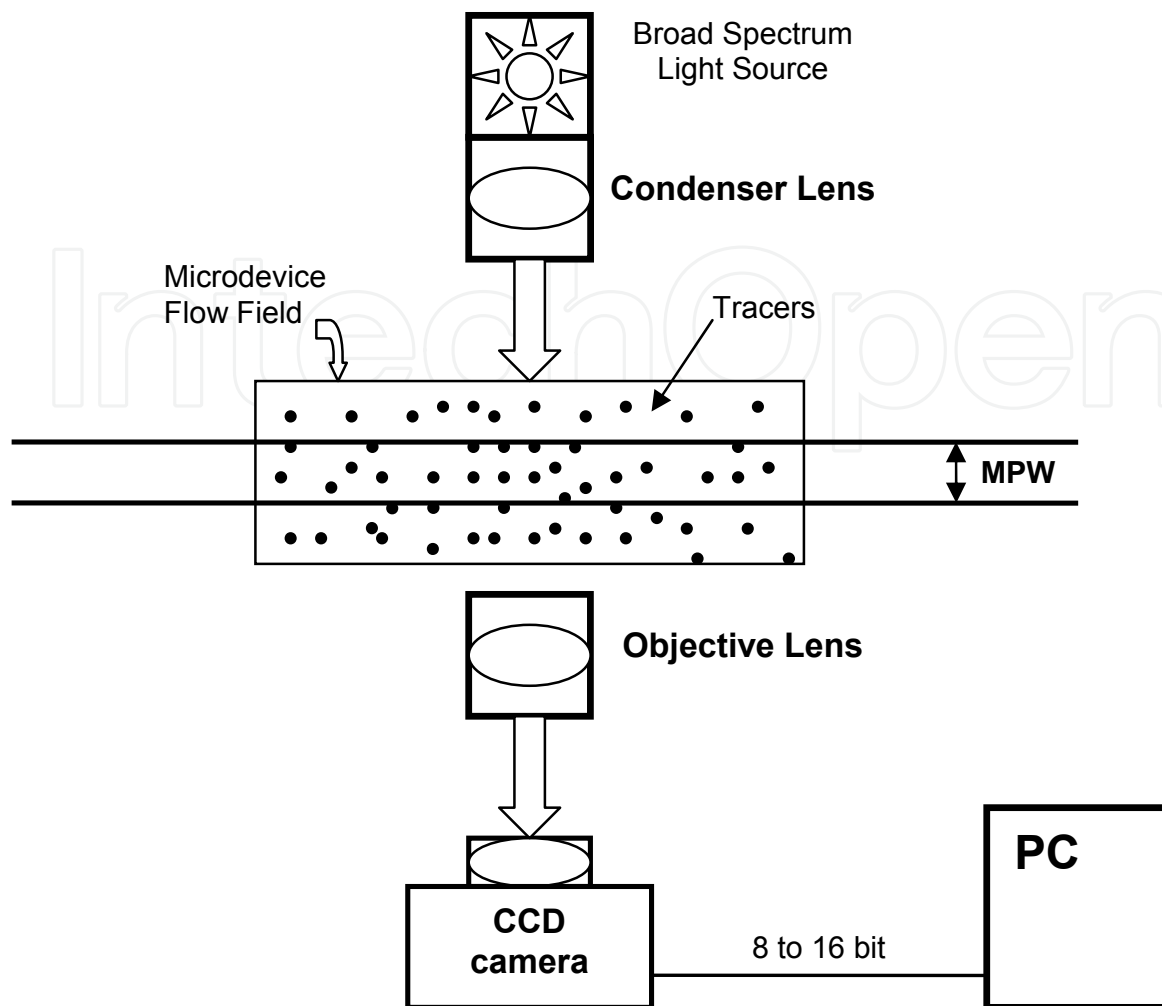 Broad Spectrum
Light Source
Condenser Lens
Microdevice
Flow Field
Tracers
IntechOpen
MPW
Objective Lens
PC
CCD
camera
8 to 16 bit